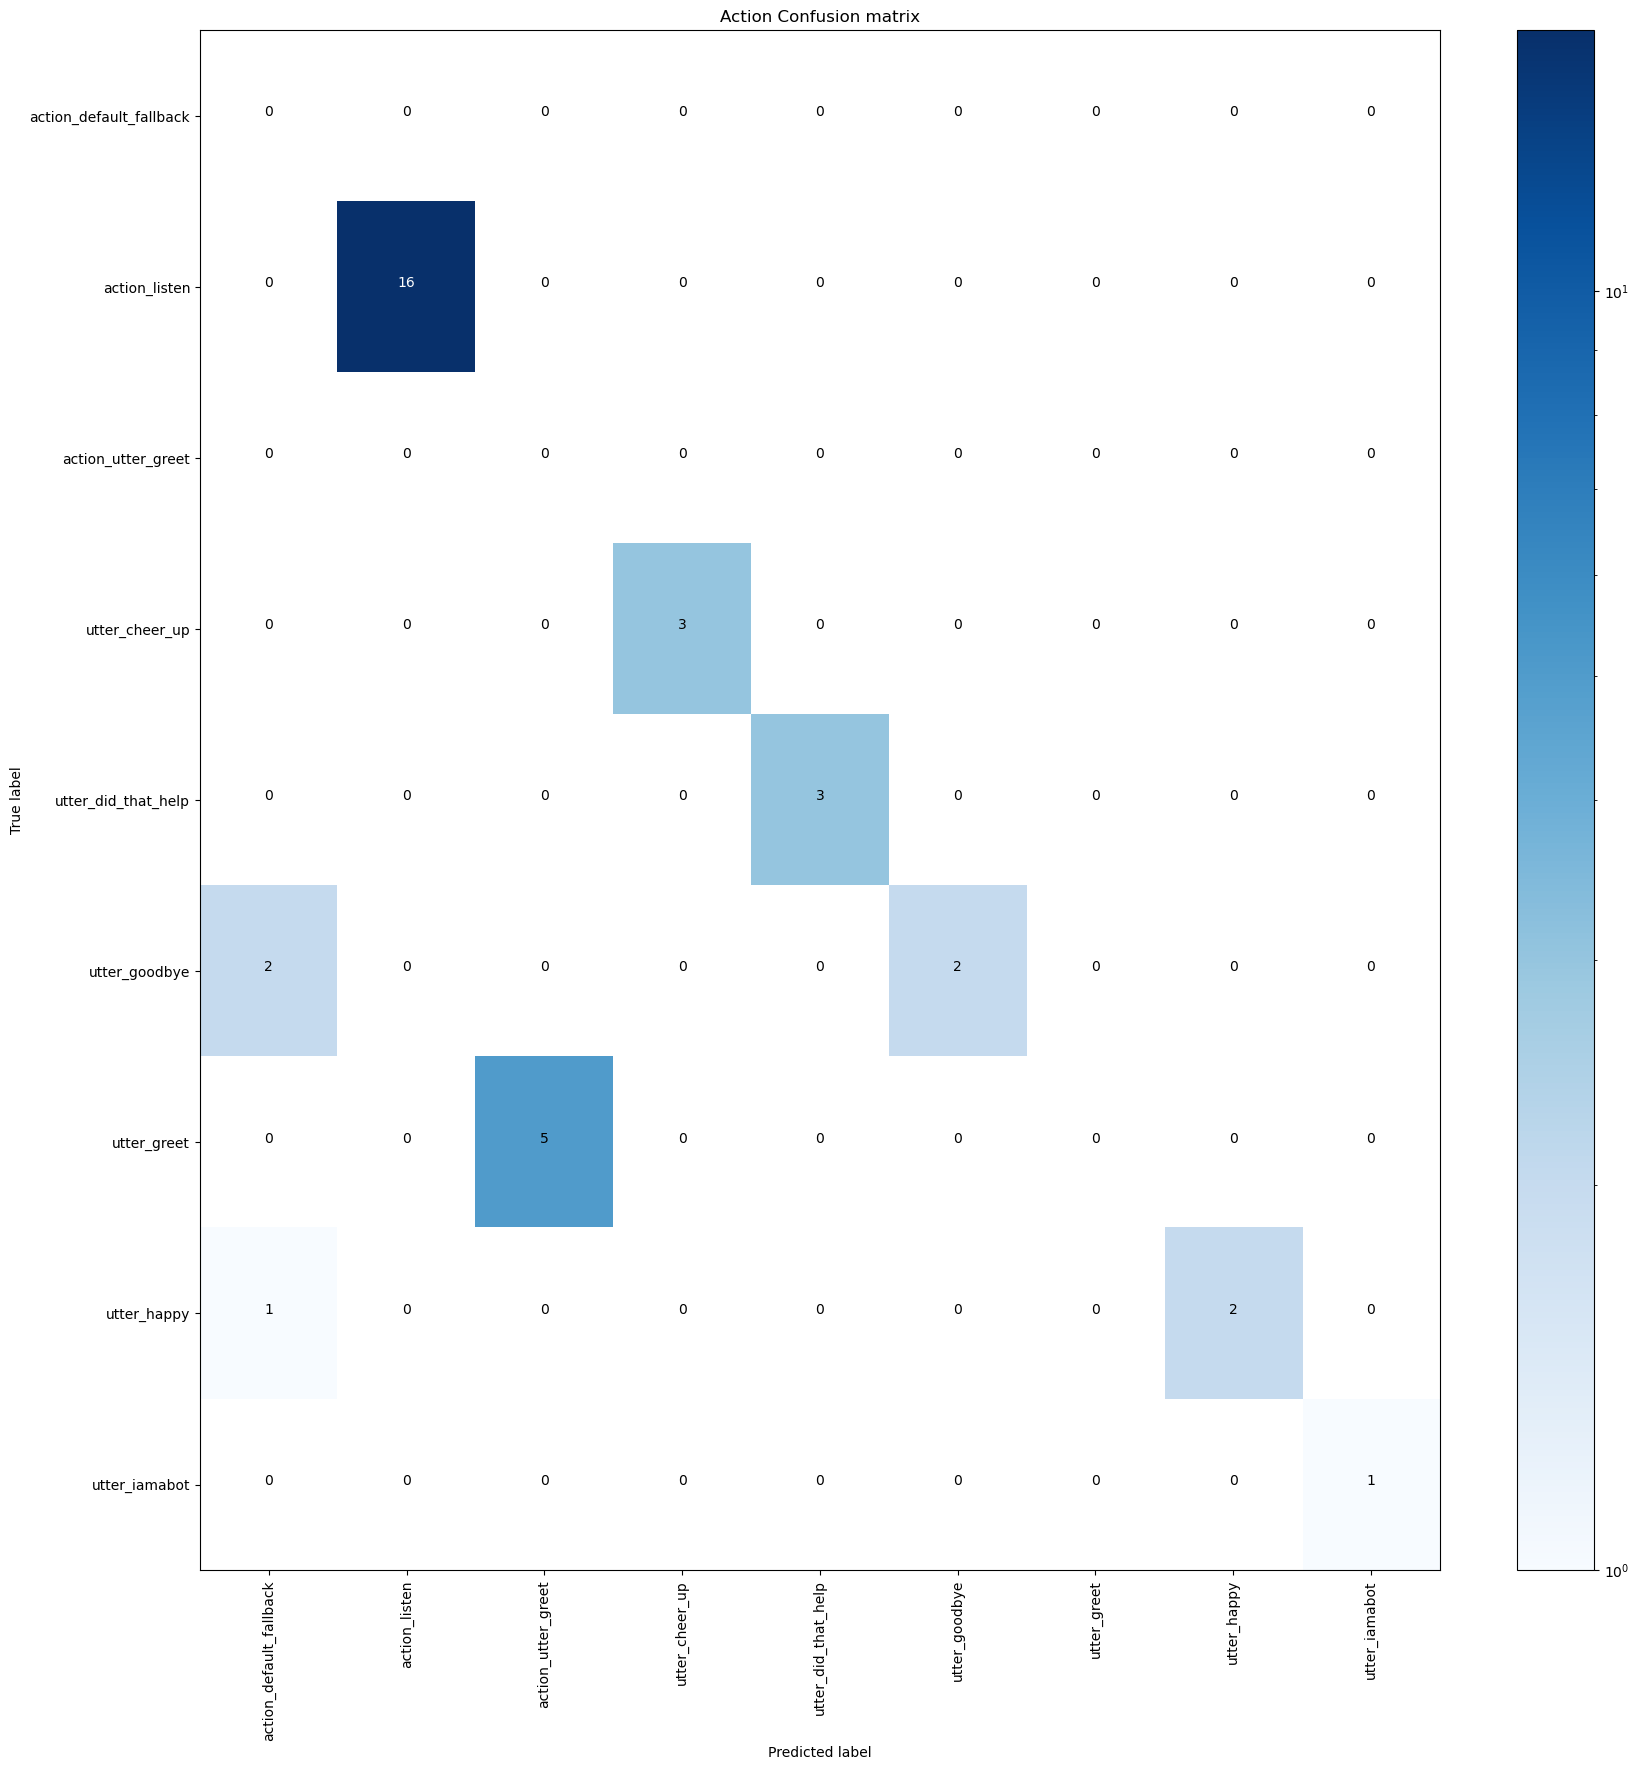 Action Confusion matrix
action_default_fallback 0 0 0 0 0 0 0 0 0
action_listen 0 16 0 0 0 0 0 0 0
10¹
action_utter_greet 0 0 0 0 0 0 0 0 0
utter_cheer_up 0 0 0 3 0 0 0 0 0
True label
utter_did_that_help 0 0 0 0 3 0 0 0 0
utter_goodbye 2 0 0 0 0 2 0 0 0
utter_greet 0 0 5 0 0 0 0 0 0
utter_happy 1 0 0 0 0 0 0 2 0
utter_iamabot 0 0 0 0 0 0 0 0 1
10⁰
action_default_fallback
action_listen
action_utter_greet
utter_cheer_up
utter_did_that_help
utter_goodbye
utter_greet
utter_happy
utter_iamabot
Predicted label